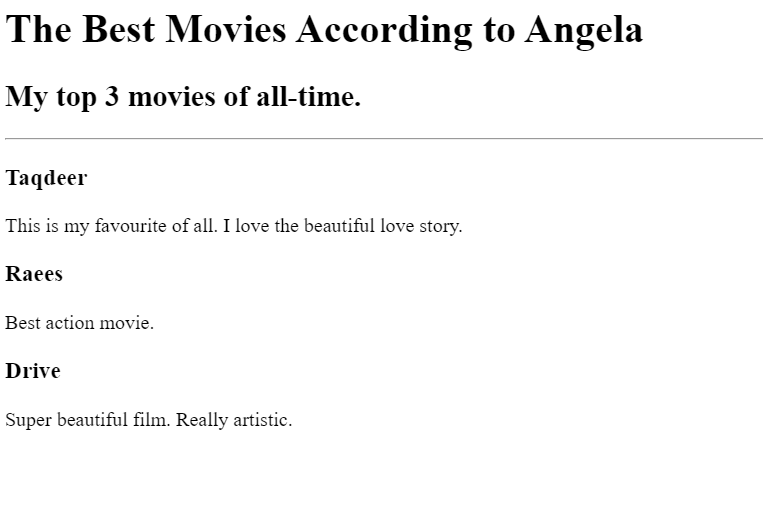 The Best Movies According to Angela
My top 3 movies of all-time.
Taqdeer
This is my favourite of all. I love the beautiful love story.
Raees
Best action movie.
Drive
Super beautiful film. Really artistic.